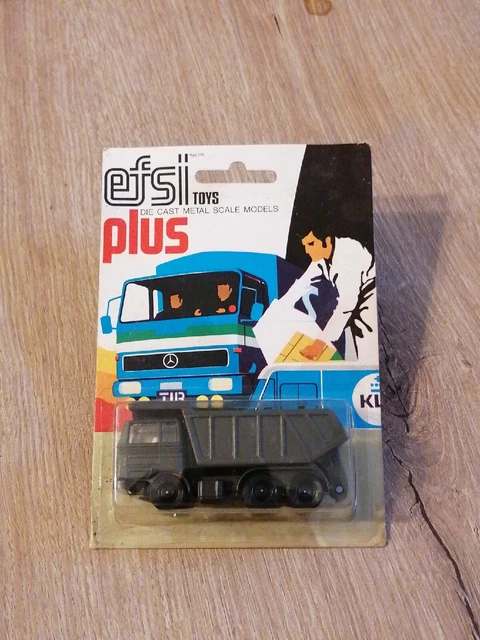 efsi
TOYS
DIE CAST METAL SCALE MODELS
plus
TIR
KL